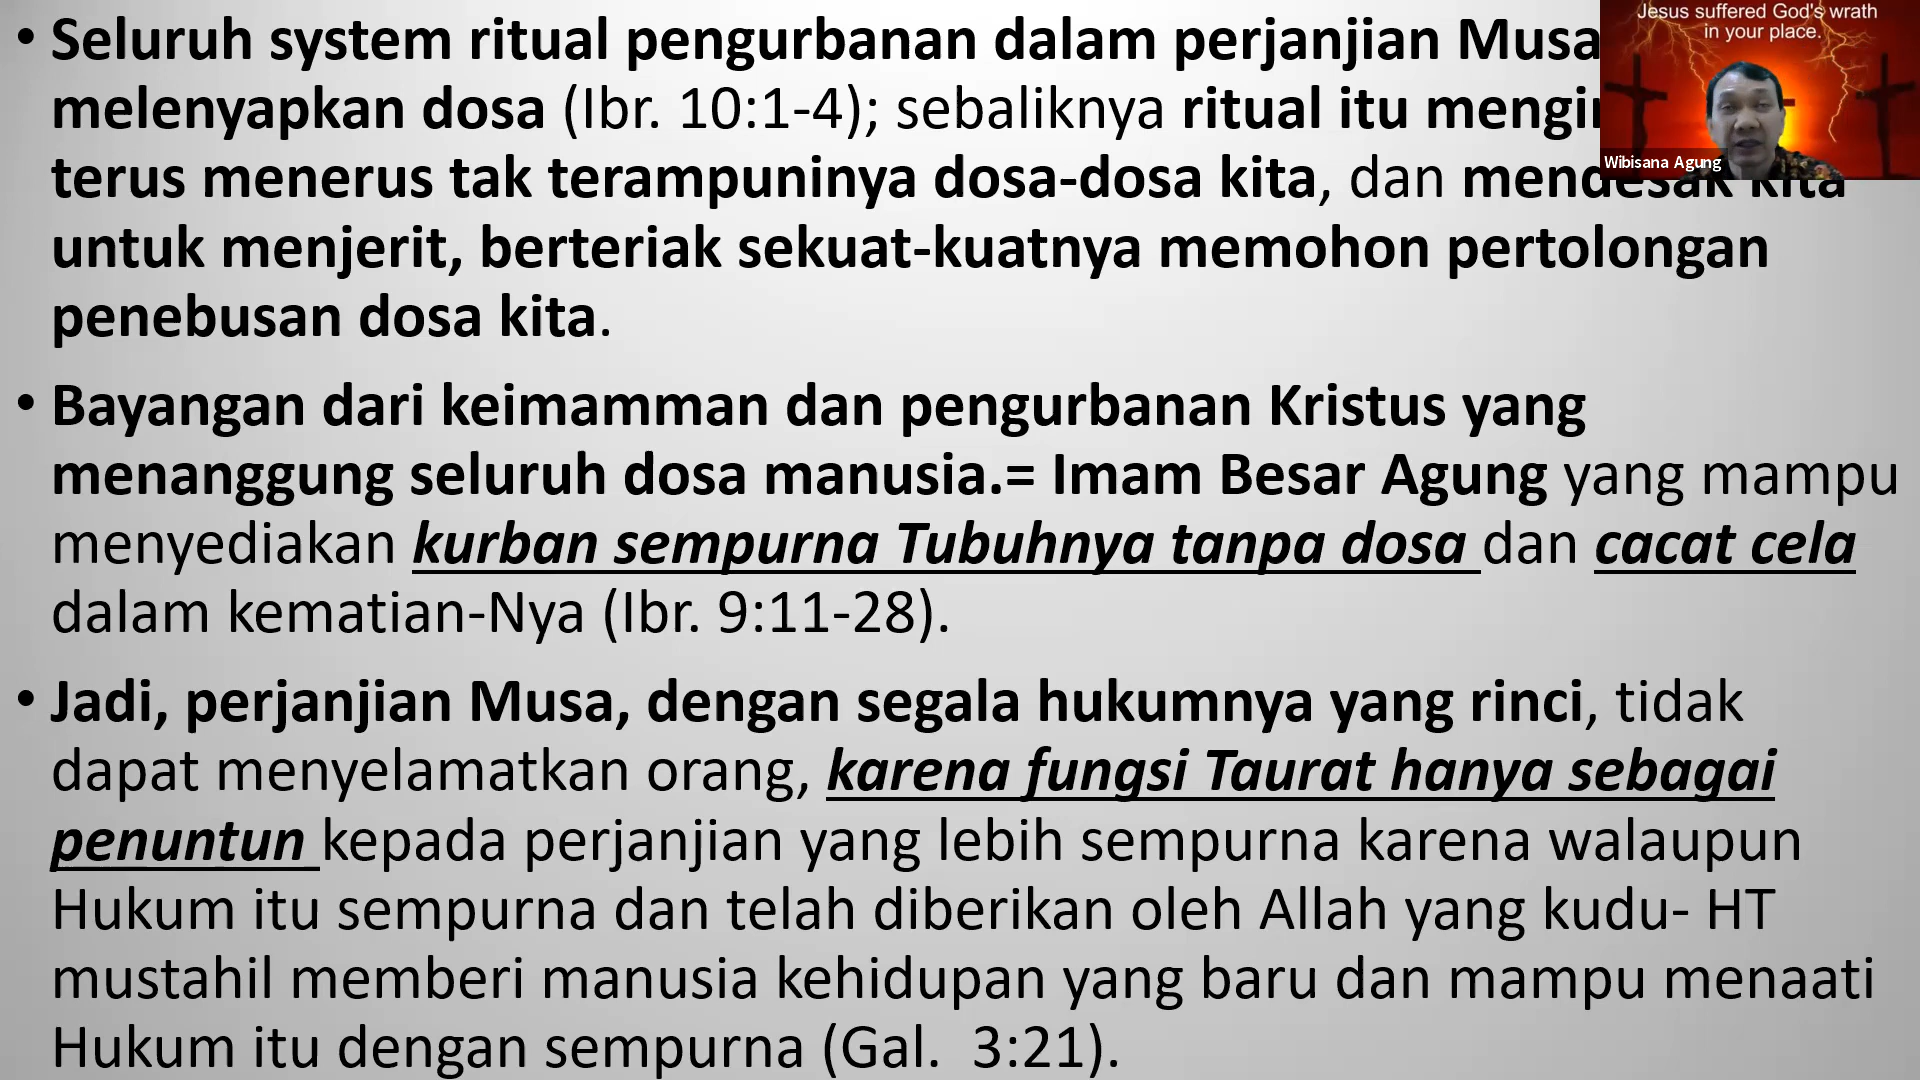 • Seluruh system ritual pengurbanan dalam perjanjian Musa
melenyapkan dosa (Ibr. 10:1-4); sebaliknya ritual itu
terus menerus tak terampuninya dosa-dosa kita, dan mendesak kita
untuk menjerit, berteriak sekuat-kuatnya memohon pertolongan
penebusan dosa kita.
• Bayangan dari keimamman dan pengurbanan Kristus yang
menanggung seluruh dosa manusia.= Imam Besar Agung yang mampu
menyediakan kurban sempurna Tubuhnya tanpa dosa dan cacat cela
dalam kematian-Nya (Ibr. 9:11-28).
• Jadi, perjanjian Musa, dengan segala hukumnya yang rinci, tidak
dapat menyelamatkan orang, karena fungsi Taurat hanya sebagai
penuntun kepada perjanjian yang lebih sempurna karena walaupun
Hukum itu sempurna dan telah diberikan oleh Allah yang kudu- HT
mustahil memberi manusia kehidupan yang baru dan mampu menaati
Hukum itu dengan sempurna (Gal.  3:21).
Jesus suffered God's wrath
in your place.
Wibisana Agung